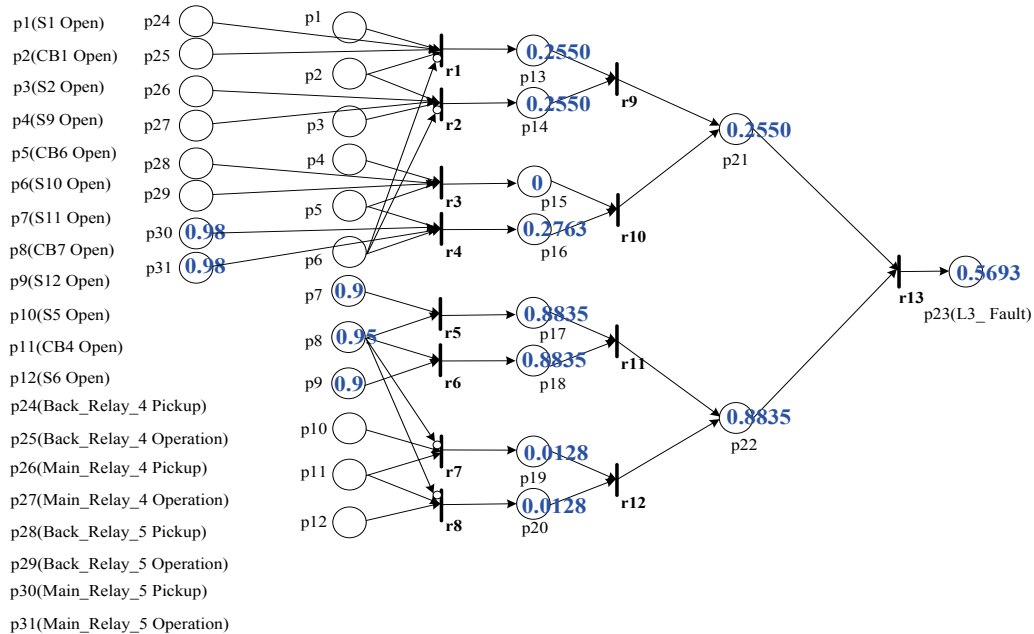 p1(S1 Open)
p2(CB1 Open)
p3(S2 Open)
p4(S9 Open)
p5(CB6 Open)
p6(S10 Open)
p7(S11 Open)
p8(CB7 Open)
p9(S12 Open)
p10(S5 Open)
p11(CB4 Open)
p12(S6 Open)
p24(Back_Relay_4 Pickup)
p25(Back_Relay_4 Operation)
p26(Main_Relay_4 Pickup)
p27(Main_Relay_4 Operation)
p28(Back_Relay_5 Pickup)
p29(Back_Relay_5 Operation)
p30(Main_Relay_5 Pickup)
p31(Main_Relay_5 Operation)
p24
p25
p26
p27
p28
p29
p30 0.98
p31 0.98
p1
p2
p3
p4
p5
p6
p7 0.9
p8 0.95
p9 0.9
p10
p11
p12
r1
r2
r3
r4
r5
r6
r7
r8
0.2550
p13
0.2550
p14
0
p15
0.2763
p16
0.8835
p17
0.8835
p18
0.0128
p19
0.0128
p20
r9
r10
r11
r12
0.2550
p21
0.8835
p22
r13
0.5693
p23(L3_ Fault)